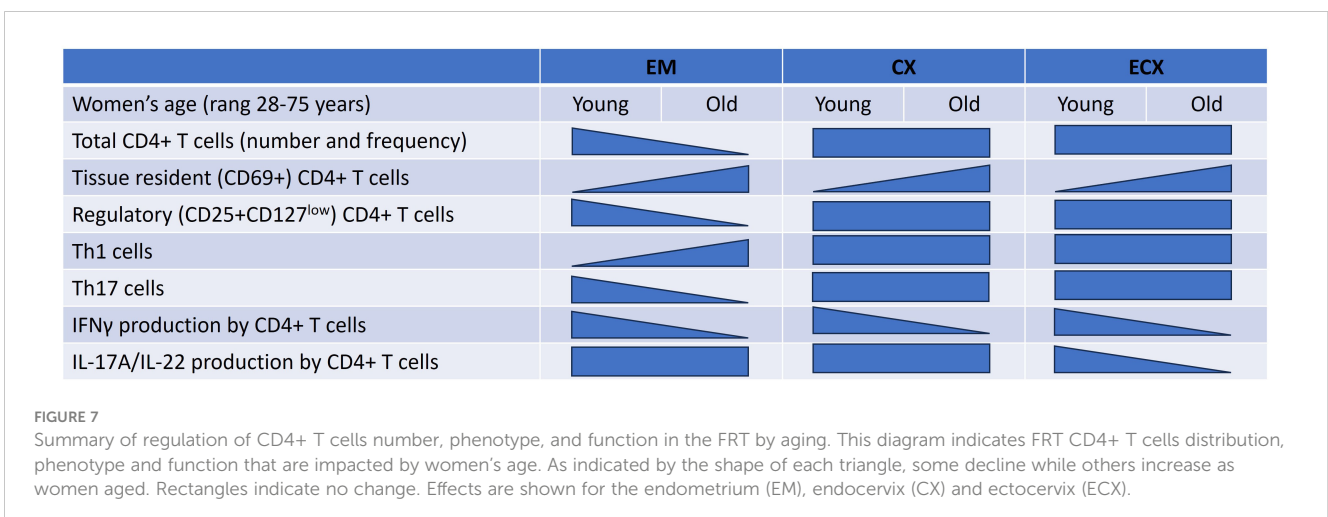 EM CX ECX
Women's age (rang 28-75 years) Young Old Young Old Young Old
Total CD4+ T cells (number and frequency)
Tissue resident (CD69+) CD4+ T cells
Regulatory (CD25+CD127low) CD4+ T cells
Th1 cells
Th17 cells
IFNγ production by CD4+ T cells
IL-17A/IL-22 production by CD4+ T cells
FIGURE 7
Summary of regulation of CD4+ T cells number, phenotype, and function in the FRT by aging. This diagram indicates FRT CD4+ T cells distribution,
phenotype and function that are impacted by women's age. As indicated by the shape of each triangle, some decline while others increase as
women aged. Rectangles indicate no change. Effects are shown for the endometrium (EM), endocervix (CX) and ectocervix (ECX).